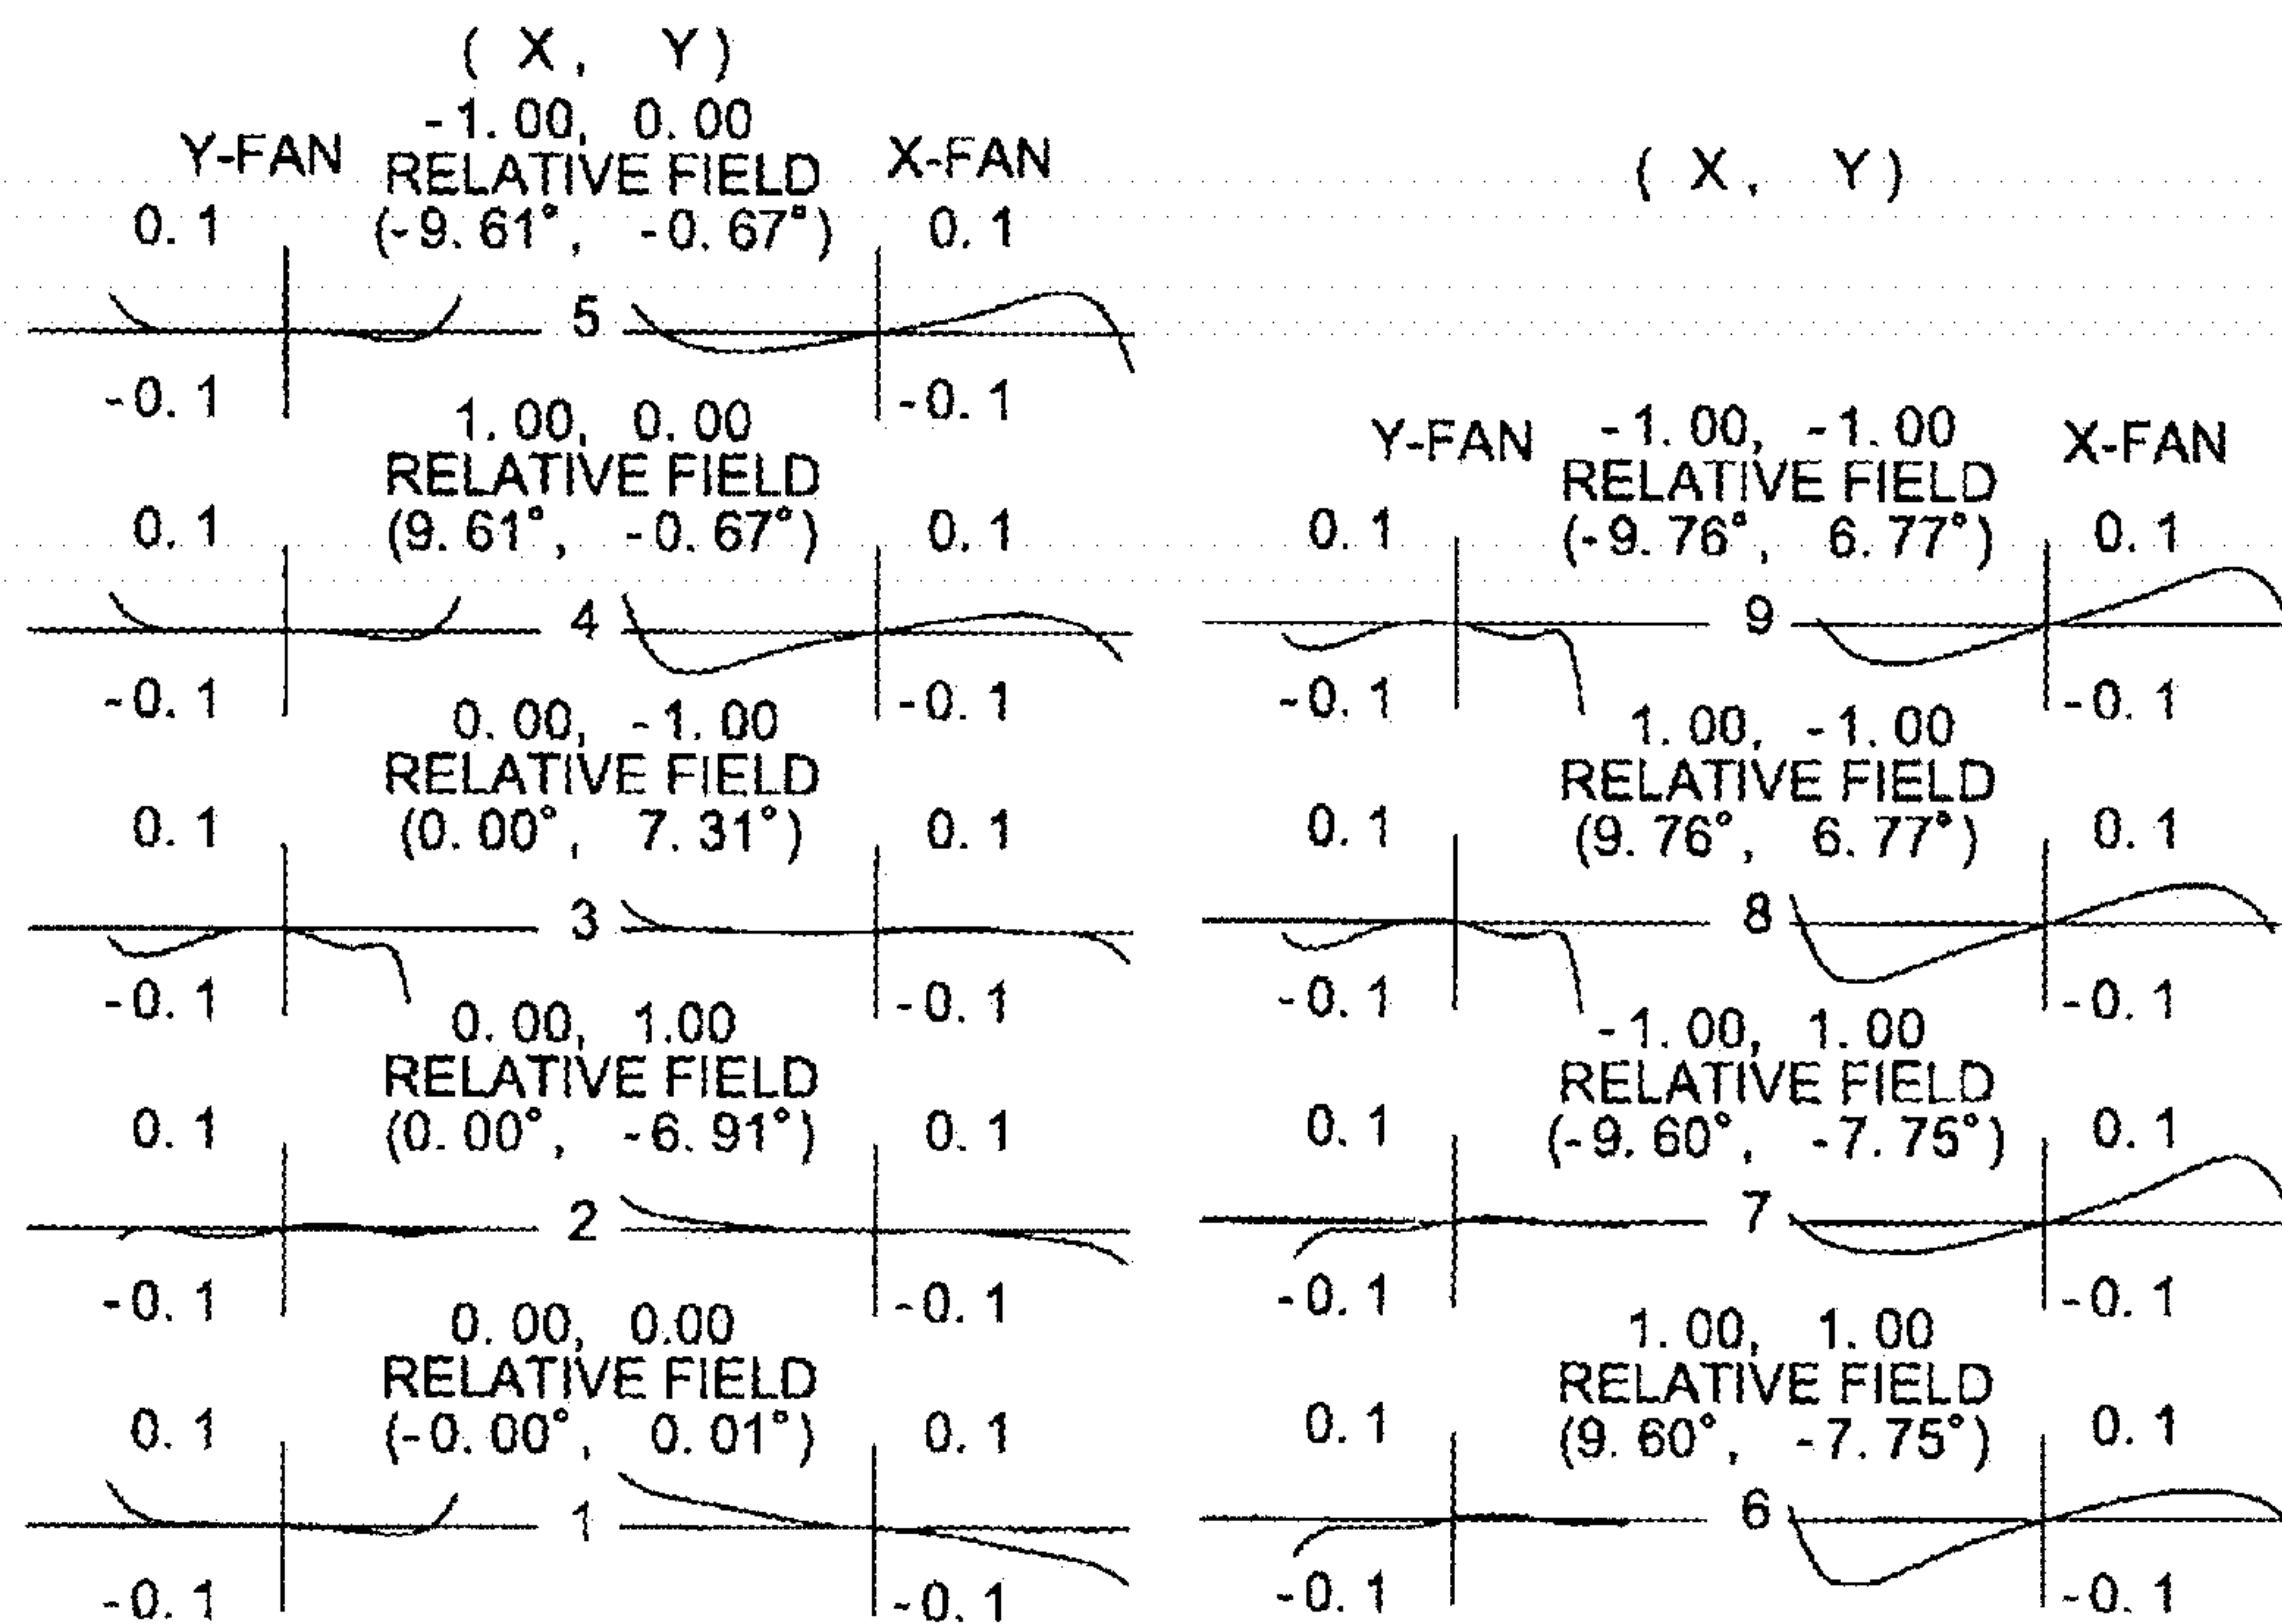 ( X, Y )
-1. 00, 0. 00
Y-FAN RELATIVE FIELD X-FAN
0. 1 (-9. 61°, -0. 67°) 0. 1
5
-0. 1 -0. 1
1. 00, 0. 00
RELATIVE FIELD
0. 1 (9. 61°, -0. 67°) 0. 1
4
-0. 1 -0. 1
0. 00, -1. 00
RELATIVE FIELD
0. 1 (0. 00°, 7. 31°) 0. 1
3
-0. 1 -0. 1
0. 00, 1. 00
RELATIVE FIELD
0. 1 (0. 00°, -6. 91°) 0. 1
2
-0. 1 -0. 1
0. 00, 0.00
RELATIVE FIELD
0. 1 (-0. 00°, 0. 01°) 0. 1
1
-0. 1 -0. 1
( X, Y )
Y-FAN -1. 00, -1. 00 X-FAN
RELATIVE FIELD
0. 1 (-9. 76°, 6. 77°) 0. 1
9
-0. 1 -0. 1
1. 00, -1. 00
RELATIVE FIELD
0. 1 (9. 76°, 6. 77°) 0. 1
8
-0. 1 -0. 1
-1. 00, 1. 00
RELATIVE FIELD
0. 1 (-9. 60°, -7. 75°) 0. 1
7
-0. 1 -0. 1
1. 00, 1. 00
RELATIVE FIELD
0. 1 (9. 60°, -7. 75°) 0. 1
6
-0. 1 -0. 1